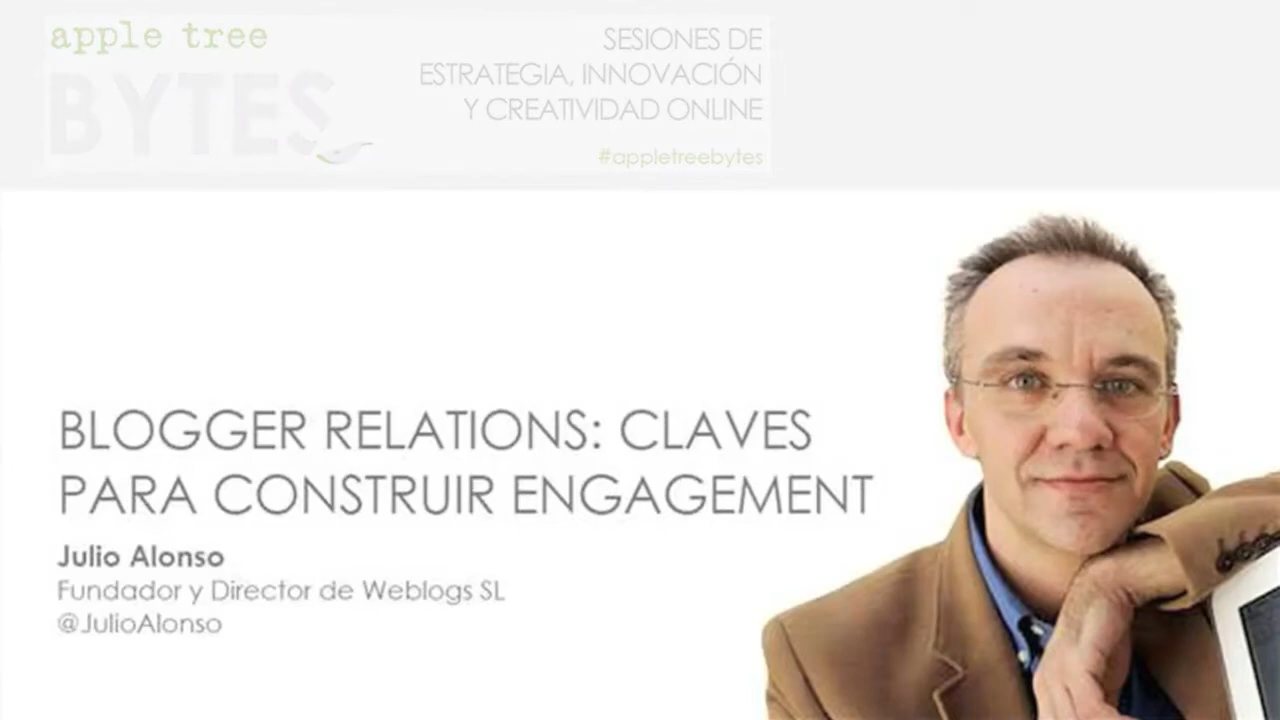 apple tree
BYTES
SESIONES DE
ESTRATEGIA, INNOVACIÓN
Y CREATIVIDAD ONLINE
#appletreebytes
BLOGGER RELATIONS: CLAVES
PARA CONSTRUIR ENGAGEMENT
Julio Alonso
Fundador y Director de Weblogs SL
@JulioAlonso